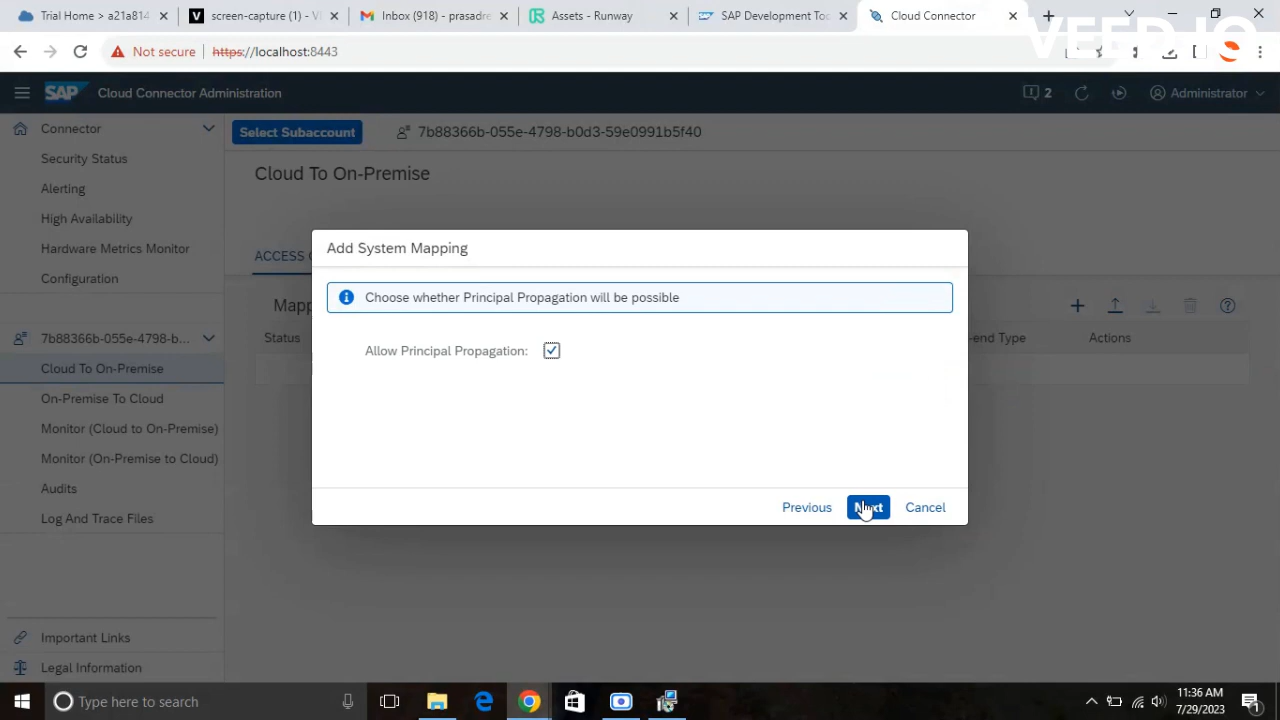 Trial Home > a21a814
screen-capture (1) - V
Inbox (918) - prasadre
Assets - Runway
SAP Development Too
Cloud Connector
VEED.IO
Not secure
https://localhost:8443
SAP
Cloud Connector Administration
2
Administrator
Connector
Security Status
Alerting
High Availability
Hardware Metrics Monitor
Configuration
7b88366b-055e-4798-b...
Cloud To On-Premise
On-Premise To Cloud
Monitor (Cloud to On-Premise)
Monitor (On-Premise to Cloud)
Audits
Log And Trace Files
Important Links
Legal Information
Select Subaccount
7b88366b-055e-4798-b0d3-59e0991b5f40
Cloud To On-Premise
ACCESS
Mapp
Status
-end Type
Actions
Add System Mapping
Choose whether Principal Propagation will be possible
Allow Principal Propagation:
Previous
Next
Cancel
Type here to search
11:36 AM
7/29/2023
1